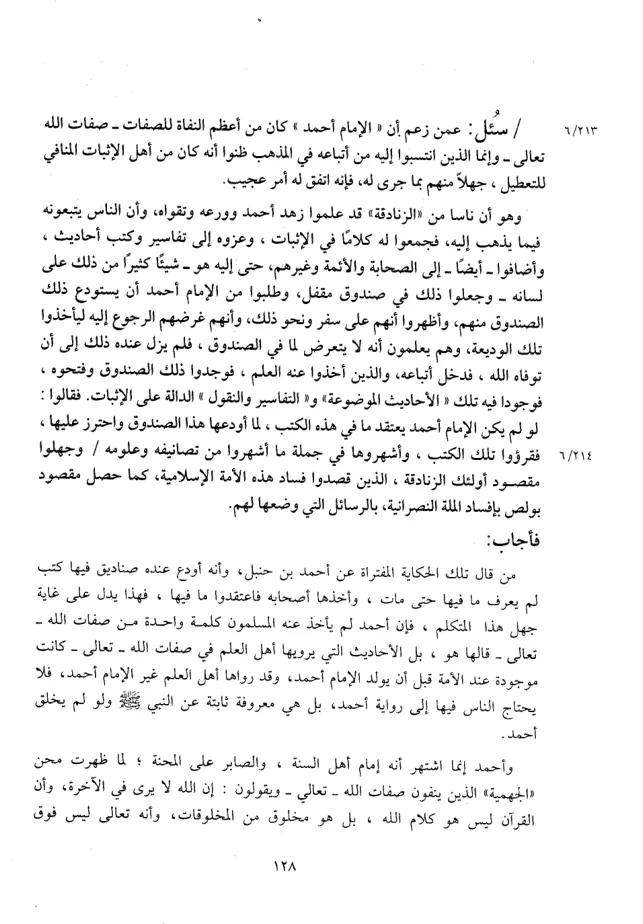 ٦/٢١٣ / سُئل: عمن زعم أن « الإمام أحمد » كان من أعظم النفاة للصفات ـ صفات الله
تعالى ـ وإنما الذين انتسبوا إليه من أتباعه في المذهب ظنوا أنه كان من أهل الإثبات المنافي
للتعطيل ، جهلاً منهم بما جرى له، فإنه اتفق له أمر عجيب.
وهو أن ناسا من «الزنادقة» قد علموا زهد أحمد وورعه وتقواه، وأن الناس يتبعونه
فيما يذهب إليه، فجمعوا له كلامًا في الإثبات ، وعزوه إلى تفاسير وكتب أحاديث ،
وأضافوا ـ أيضًا ـ إلى الصحابة والأئمة وغيرهم، حتى إليه هو ـ شيئًا كثيرًا من ذلك على
لسانه ـ وجعلوا ذلك في صندوق مقفل، وطلبوا من الإمام أحمد أن يستودع ذلك
الصندوق منهم، وأظهروا أنهم على سفر ونحو ذلك، وأنهم غرضهم الرجوع إليه ليأخذوا
تلك الوديعة، وهم يعلمون أنه لا يتعرض لما في الصندوق ، فلم يزل عنده ذلك إلى أن
توفاه الله ، فدخل أتباعه، والذين أخذوا عنه العلم ، فوجدوا ذلك الصندوق وفتحوه ،
فوجودا فيه تلك « الأحاديث الموضوعة» و« التفاسير والنقول » الدالة على الإثبات. فقالوا :
لو لم يكن الإمام أحمد يعتقد ما في هذه الكتب ، لما أودعها هذا الصندوق واحترز عليها ،
٦/٢١٤ فقرؤوا تلك الكتب ، وأشهروها في جملة ما أشهروا من تصانيفه وعلومه / وجهلوا
مقصود أولئك الزنادقة ، الذين قصدوا فساد هذه الأمة الإسلامية، كما حصل مقصود
بولص بإفساد الملة النصرانية، بالرسائل التي وضعها لهم.
فأجاب:
من قال تلك الحكاية المفتراة عن أحمد بن حنبل، وأنه أودع عنده صناديق فيها كتب
لم يعرف ما فيها حتى مات ، وأخذها أصحابه فاعتقدوا ما فيها ، فهذا يدل على غاية
جهل هذا المتكلم ، فإن أحمد لم يأخذ عنه المسلمون كلمة واحدة من صفات الله ـ
تعالى ـ قالها هو ، بل الأحاديث التي يرويها أهل العلم في صفات الله ـ تعالى ـ كانت
موجودة عند الأمة قبل أن يولد الإمام أحمد، وقد رواها أهل العلم غير الإمام أحمد، فلا
يحتاج الناس فيها إلى رواية أحمد، بل هي معروفة ثابتة عن النبي ﷺ ولو لم يخلق
أحمد.
وأحمد إنما اشتهر أنه إمام أهل السنة ، والصابر على المحنة ؛ لما ظهرت محن
«الجهمية» الذين ينفون صفات الله ـ تعالي ـ ويقولون : إن الله لا يرى في الآخرة، وأن
القرآن ليس هو كلام الله ، بل هو مخلوق من المخلوقات، وأنه تعالى ليس فوق
١٢٨